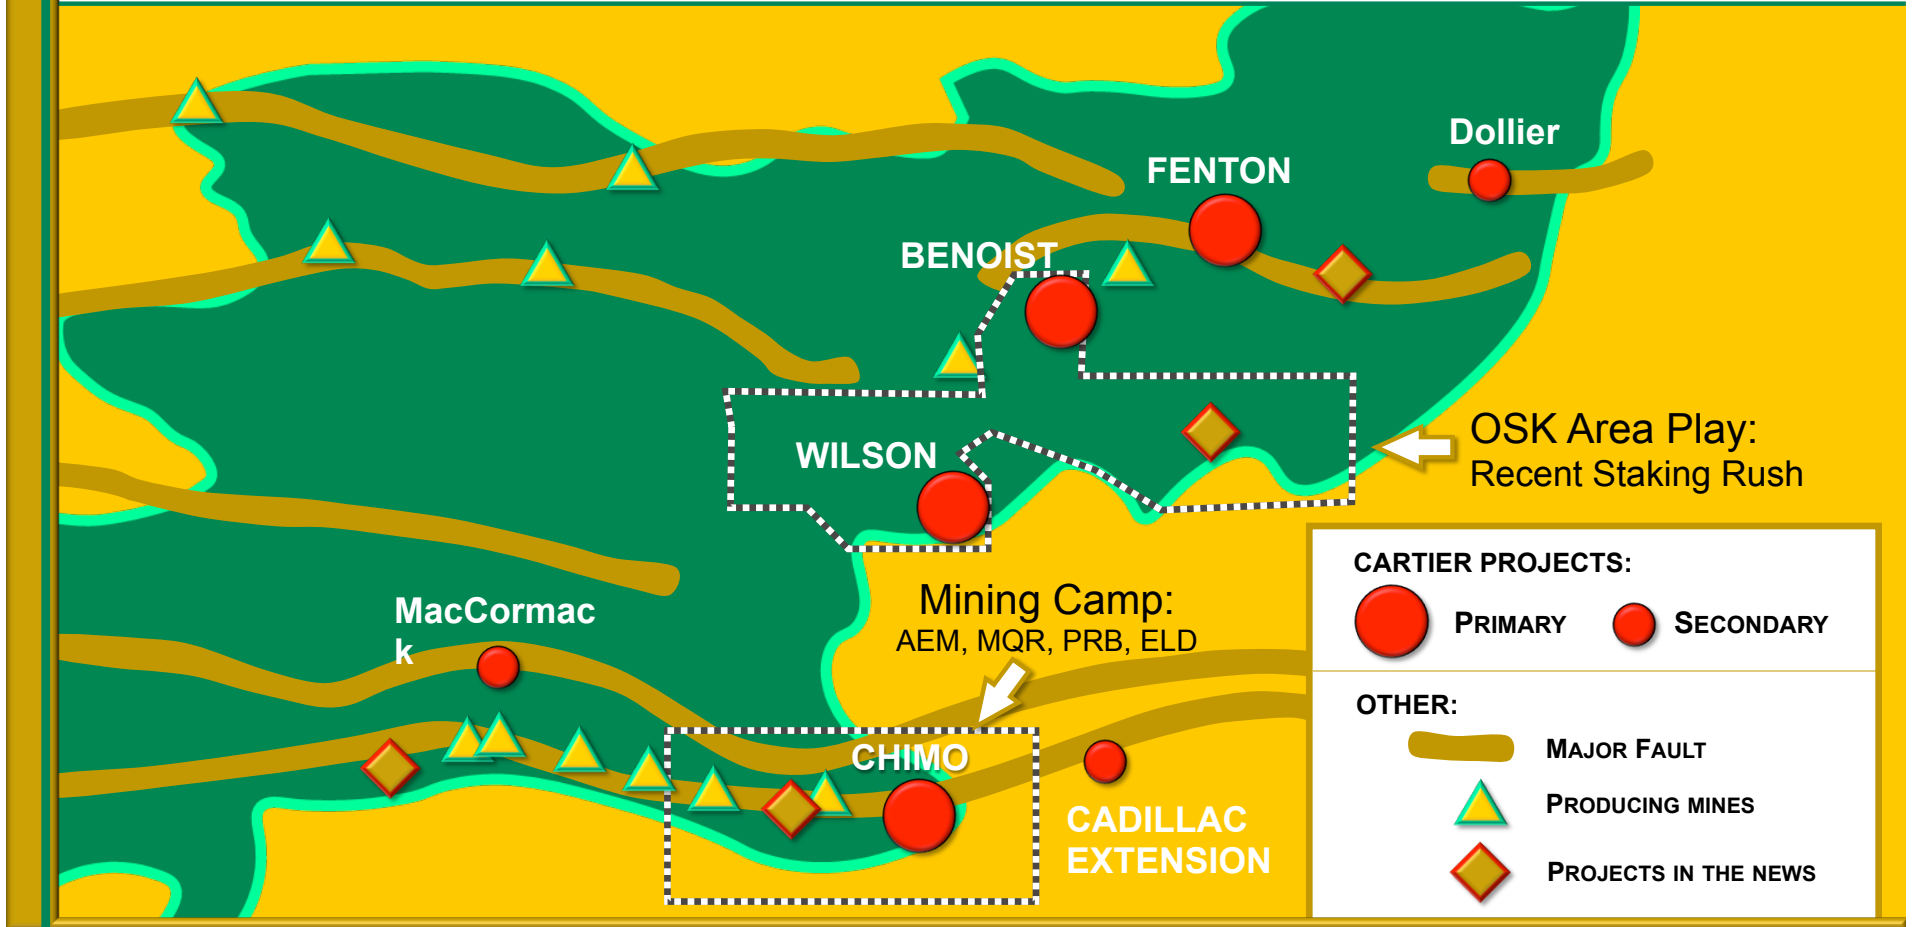 Dollier
FENTON
BENOIST
OSK Area Play:
Recent Staking Rush
WILSON
CARTIER PROJECTS:
PRIMARY
SECONDARY
Mining Camp:
AEM, MQR, PRB, ELD
MacCormac
k
OTHER:
MAJOR FAULT
CHIMO
PRODUCING MINES
CADILLAC
EXTENSION
PROJECTS IN THE NEWS